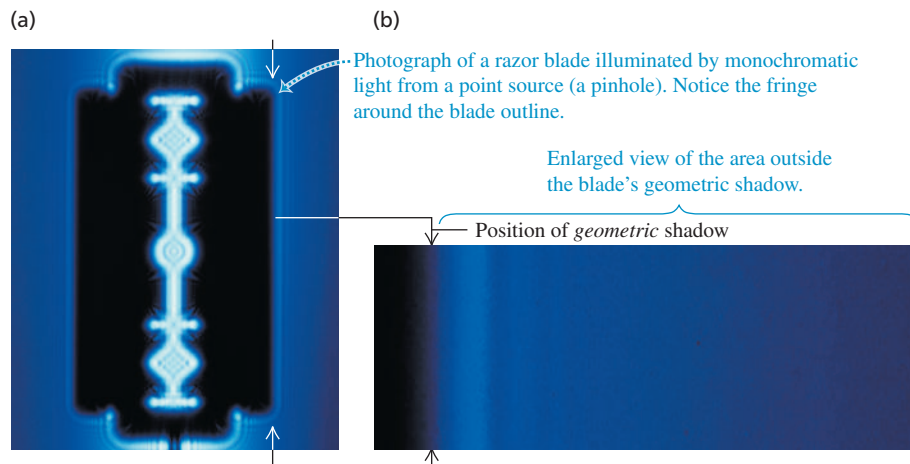 (a)
(b)
Photograph of a razor blade illuminated by monochromatic
light from a point source (a pinhole). Notice the fringe
around the blade outline.
Enlarged view of the area outside
the blade’s geometric shadow.
Position of geometric shadow